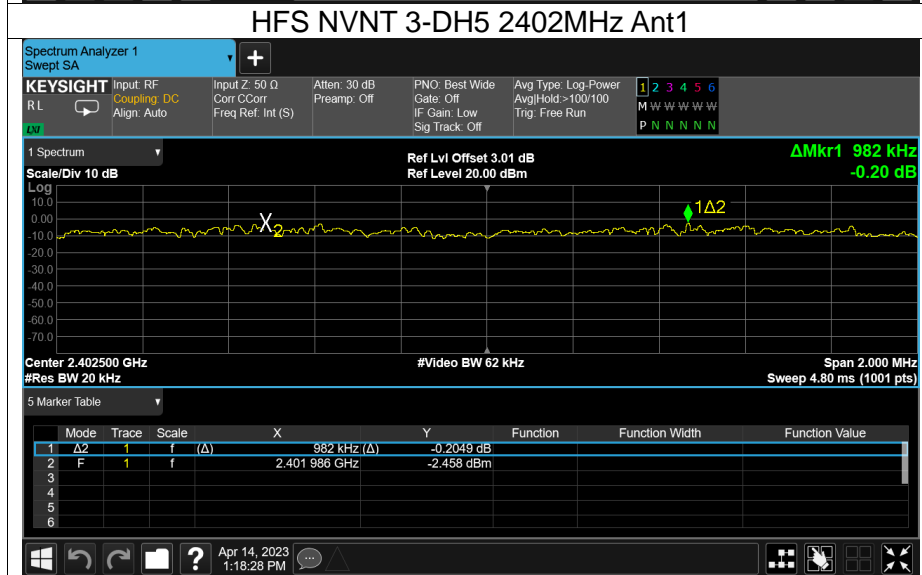 HFS NVNT 3-DH5 2402MHz Ant1
Spectrum Analyzer 1
Swept SA
+
KEYSIGHT
R L
LXI
Input: RF
Coupling: DC
Align: Auto
Input Z: 50 Ω
Corr CCorr
Freq Ref: Int (S)
Atten: 30 dB
Preamp: Off
PNO: Best Wide
Gate: Off
IF Gain: Low
Sig Track: Off
Avg Type: Log-Power
Avg|Hold:>100/100
Trig: Free Run
1 2 3 4 5 6
M W W W W W
P N N N N N
1 Spectrum
Scale/Div 10 dB
Ref Lvl Offset 3.01 dB
Ref Level 20.00 dBm
ΔMkr1 982 kHz
-0.20 dB
Log
10.0
0.00
-10.0
-20.0
-30.0
-40.0
-50.0
-60.0
-70.0
X2
1Δ2
Center 2.402500 GHz
#Video BW 62 kHz
Span 2.000 MHz
#Res BW 20 kHz
Sweep 4.80 ms (1001 pts)
5 Marker Table
Mode Trace Scale X Y Function Function Width Function Value
1 Δ2 1 f (Δ) 982 kHz (Δ) -0.2049 dB
2 F 1 f 2.401 986 GHz -2.458 dBm
3
4
5
6
?
Apr 14, 2023
1:18:28 PM